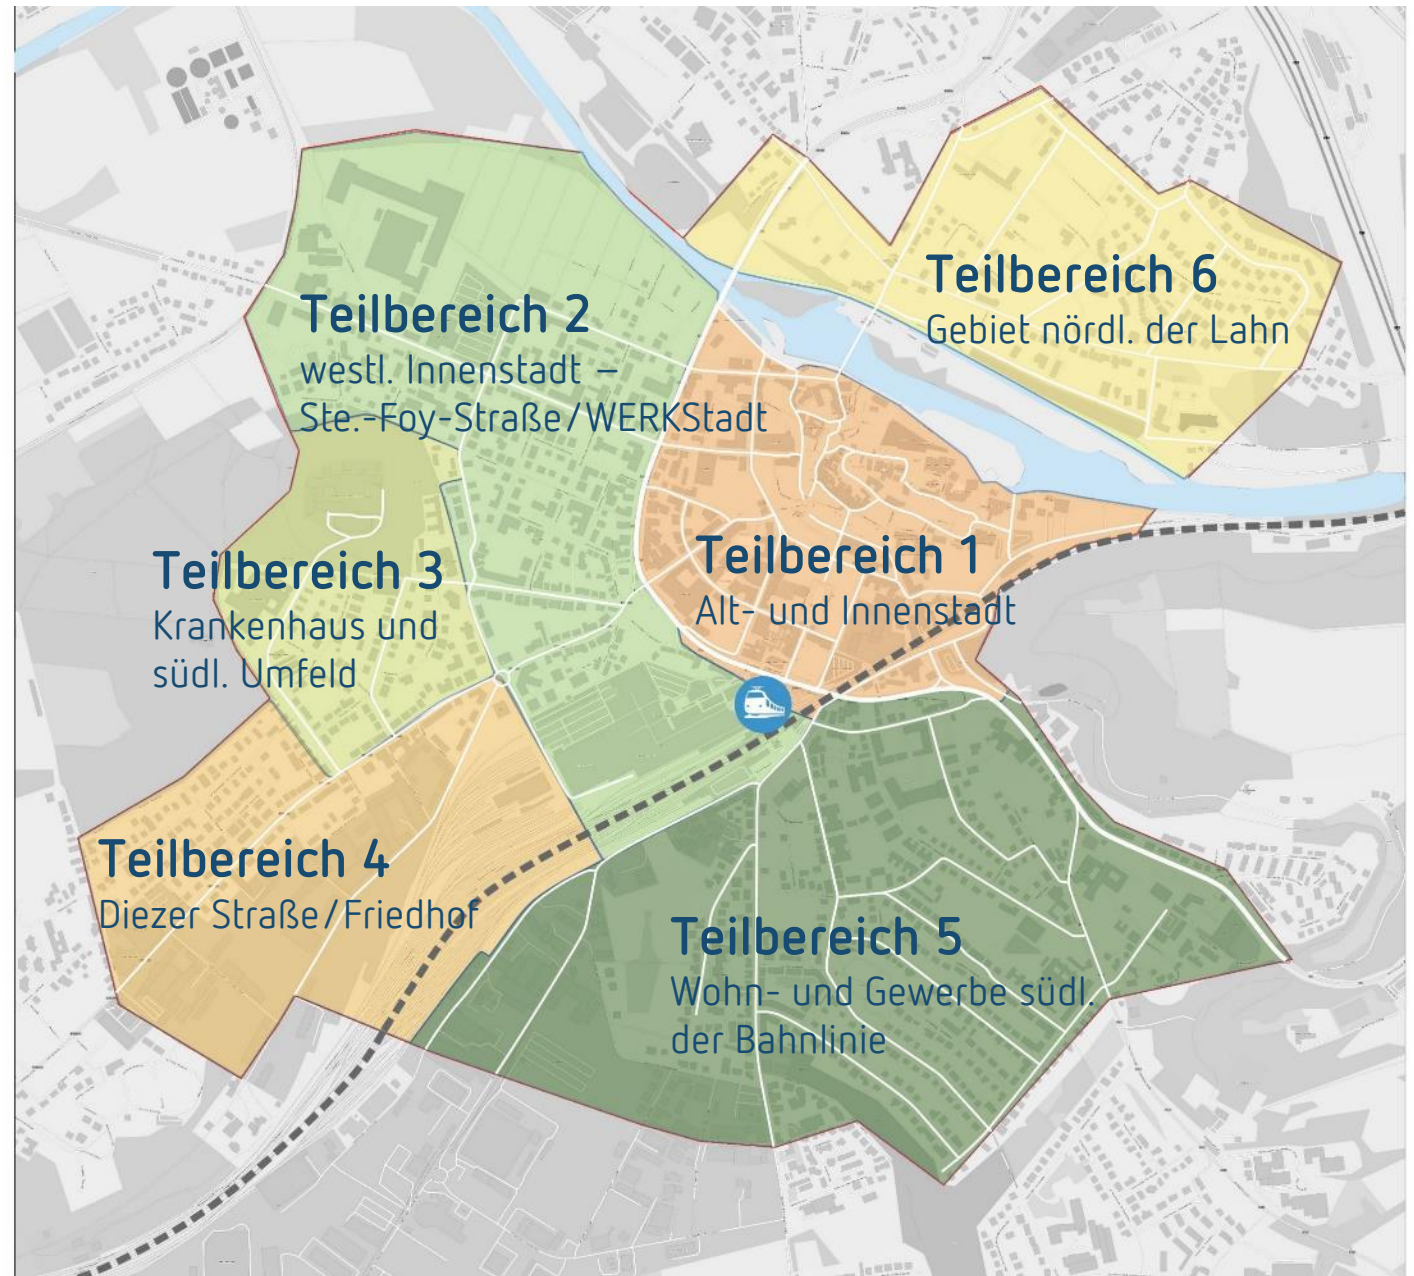 Teilbereich 6
Gebiet nördl. der Lahn
Teilbereich 2
westl. Innenstadt –
Ste.-Foy-Straße/WERKStadt
Teilbereich 1
Alt- und Innenstadt
Teilbereich 3
Krankenhaus und
südl. Umfeld
Teilbereich 4
Diezer Straße/Friedhof
Teilbereich 5
Wohn- und Gewerbe südl.
der Bahnlinie